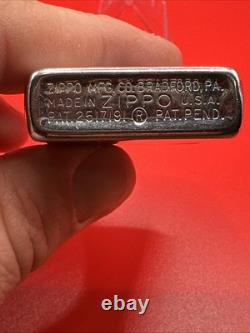 ZIPPO MFG. CO. BRADFORD, PA.
MADE IN ZIPPO U.S.A.
PAT. 2517191 ® PAT. PEND.